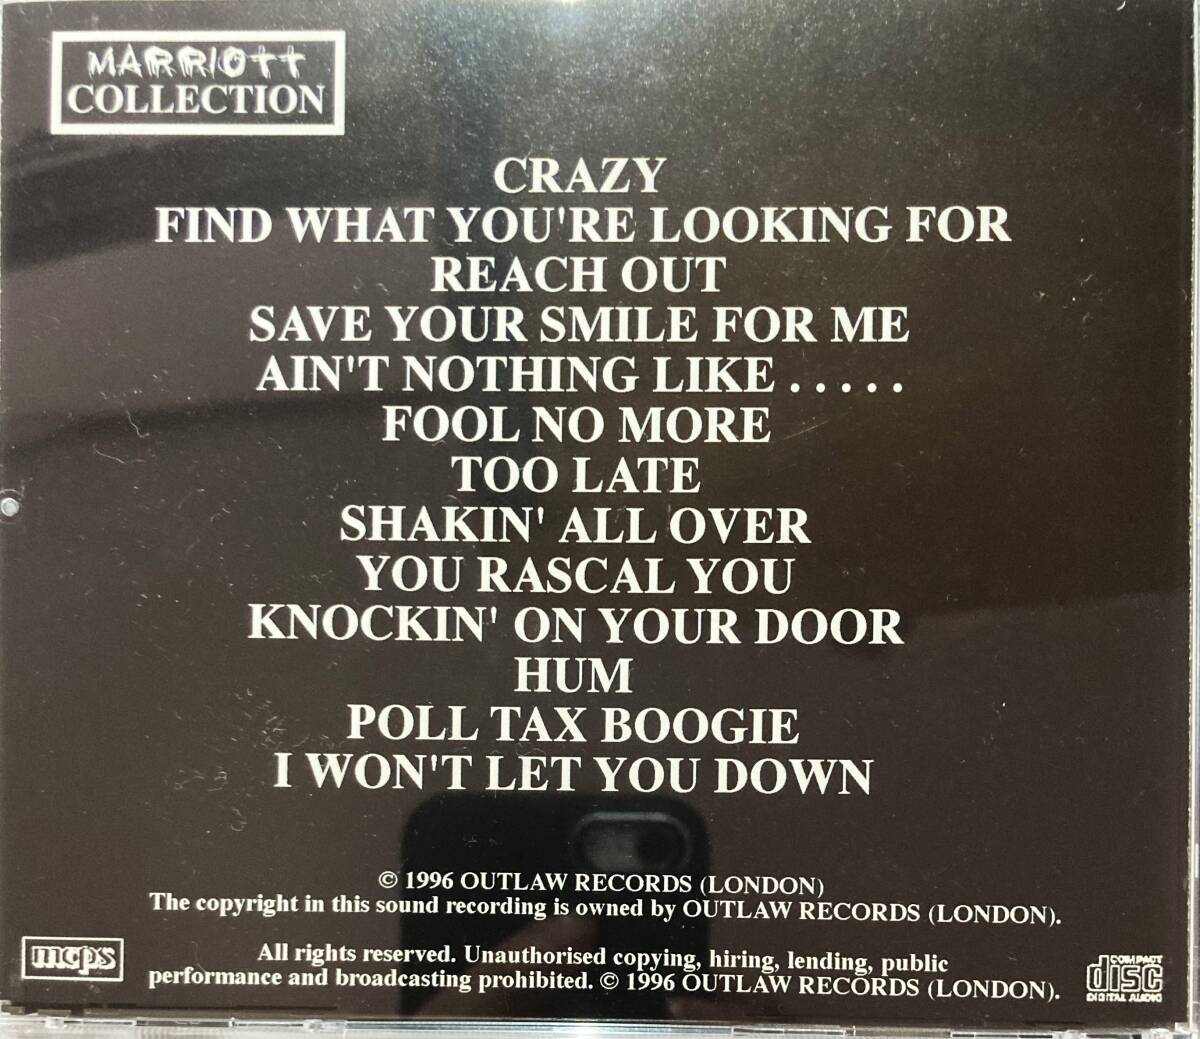 MARRIOTT
COLLECTION
CRAZY
FIND WHAT YOU'RE LOOKING FOR
REACH OUT
SAVE YOUR SMILE FOR ME
AIN'T NOTHING LIKE . . . . .
FOOL NO MORE
TOO LATE
SHAKIN' ALL OVER
YOU RASCAL YOU
KNOCKIN' ON YOUR DOOR
HUM
POLL TAX BOOGIE
I WON'T LET YOU DOWN
© 1996 OUTLAW RECORDS (LONDON)
The copyright in this sound recording is owned by OUTLAW RECORDS (LONDON).
mcps
All rights reserved. Unauthorised copying, hiring, lending, public
performance and broadcasting prohibited. © 1996 OUTLAW RECORDS (LONDON).
COMPACT
disc
DIGITAL AUDIO